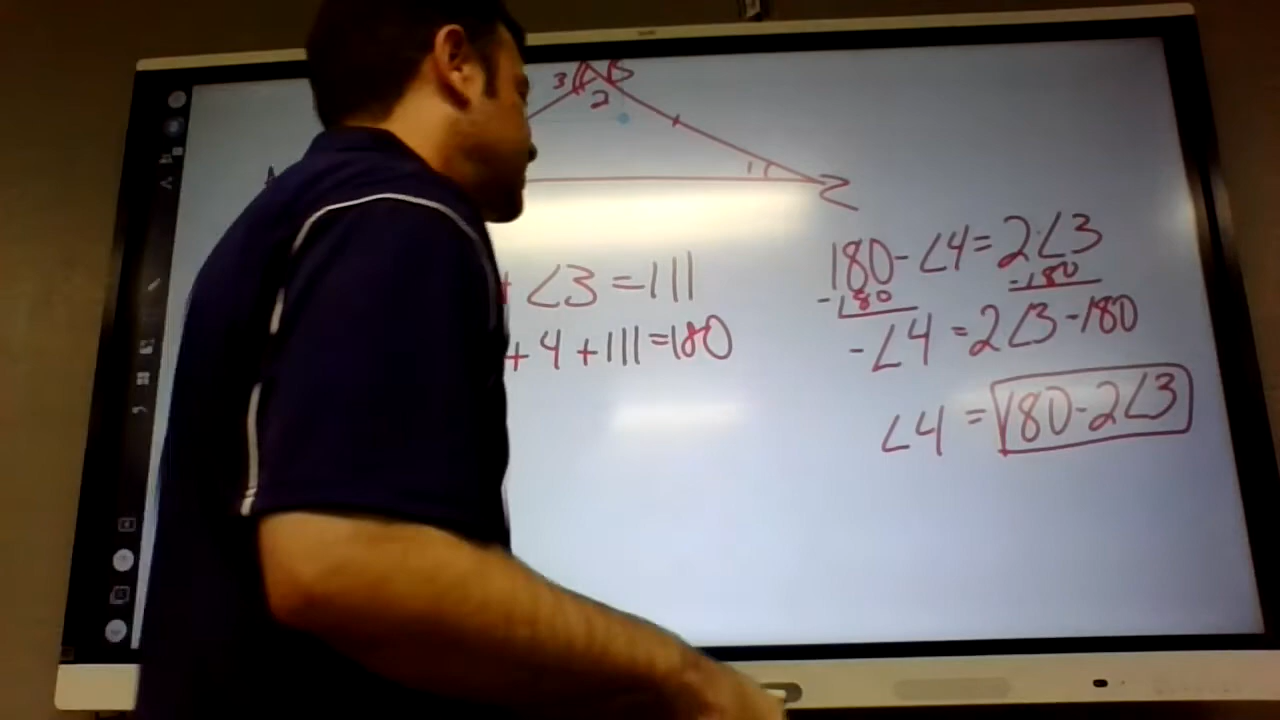 3
2
1
Z
+ ∠3 = 111
+ 4 + 111 = 180
180 - ∠4 = 2∠3
-180 -180
-∠4 = 2∠3 - 180
∠4 = 180 - 2∠3